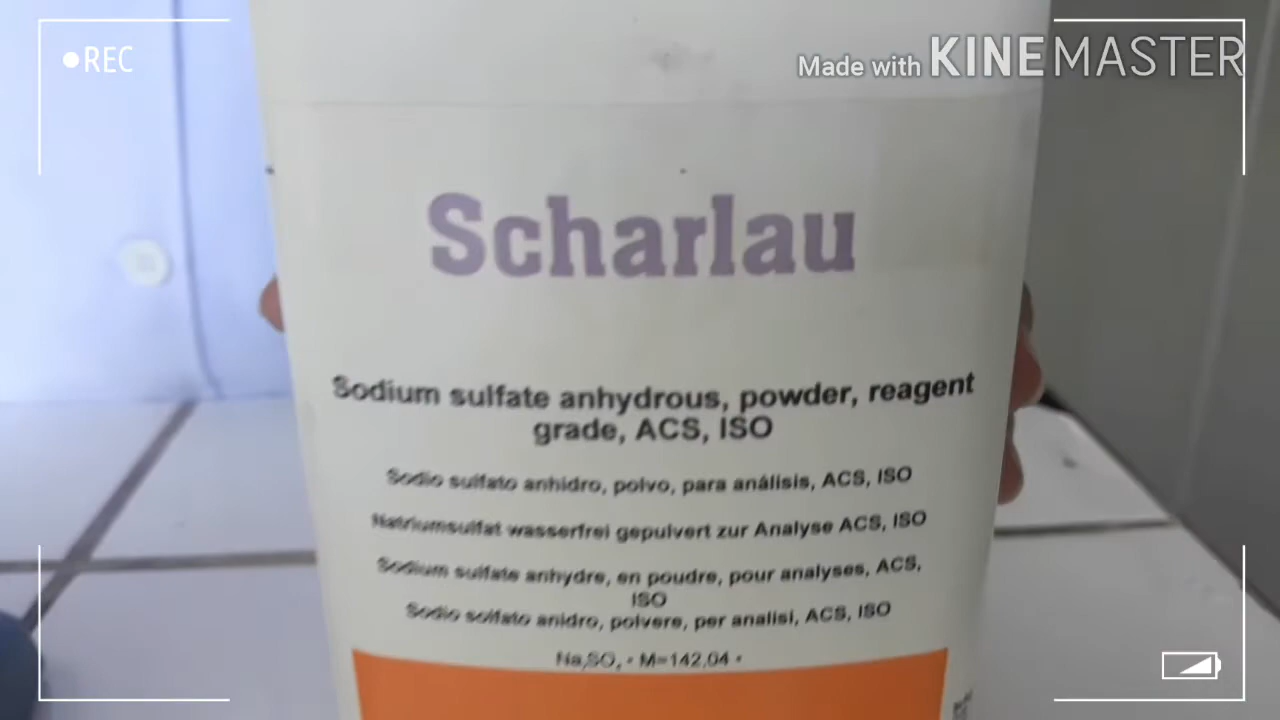 REC
Made with KINEMASTER
Scharlau
Sodium sulfate anhydrous, powder, reagent
grade, ACS, ISO
Sodio sulfato anhidro, polvo, para análisis, ACS, ISO
Natriumsulfat wasserfrei gepulvert zur Analyse ACS, ISO
Sodium sulfate anhydre, en poudre, pour analyses, ACS,
ISO
Sodio solfato anidro, polvere, per analisi, ACS, ISO
Na₂SO₄ • M=142,04 •